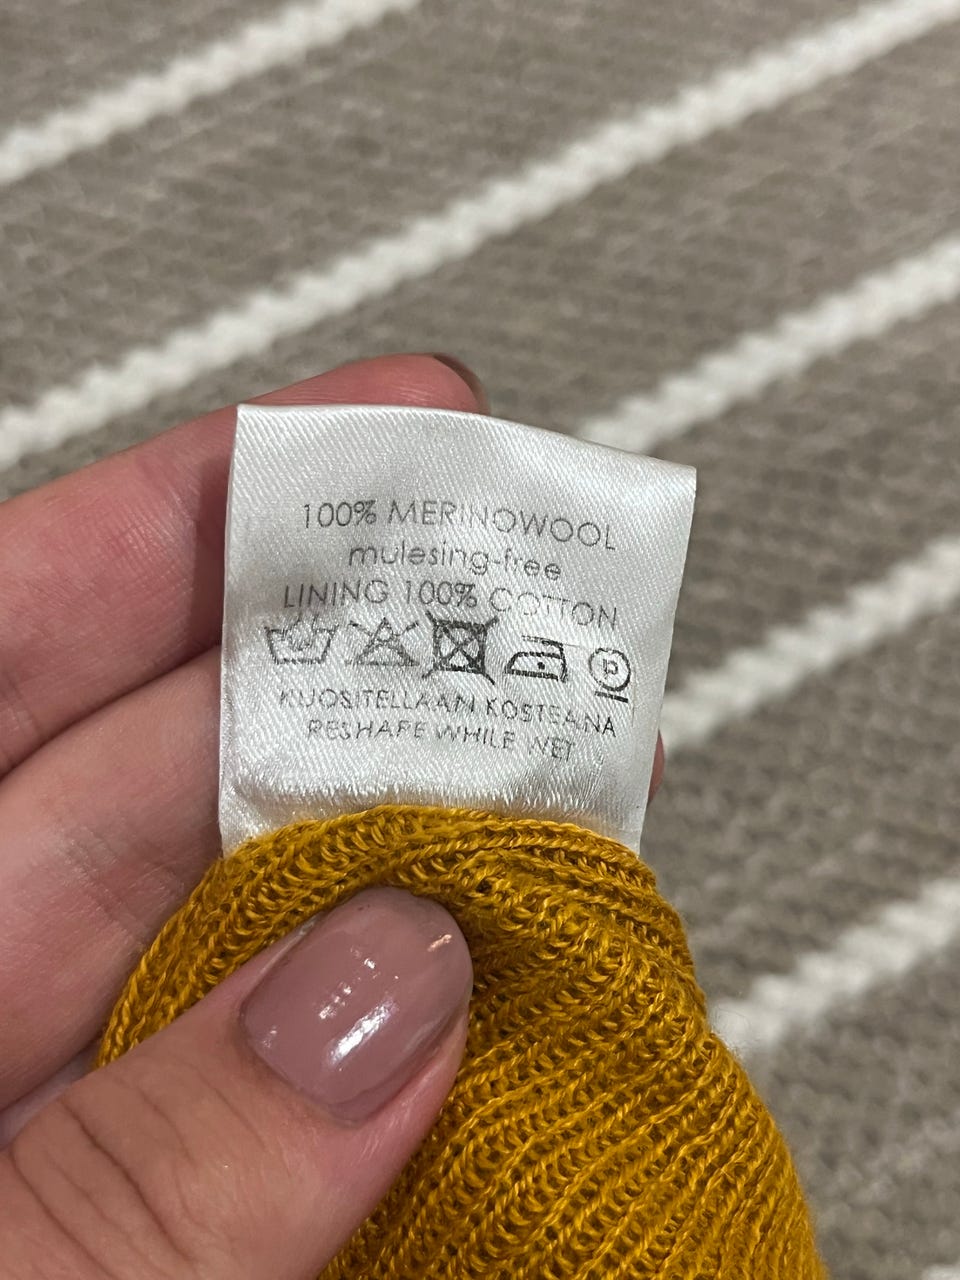 100% MERINOWOOL
mulesing-free
LINING 100% COTTON
P
KUOSITELLAAN KOSTEANA
RESHAPE WHILE WET